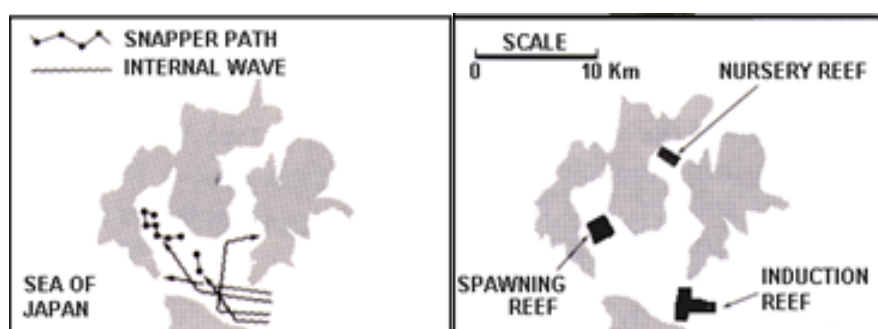 SNAPPER PATH
INTERNAL WAVE
SEA OF
JAPAN
SCALE
0 10 Km
NURSERY REEF
SPAWNING
REEF
INDUCTION
REEF